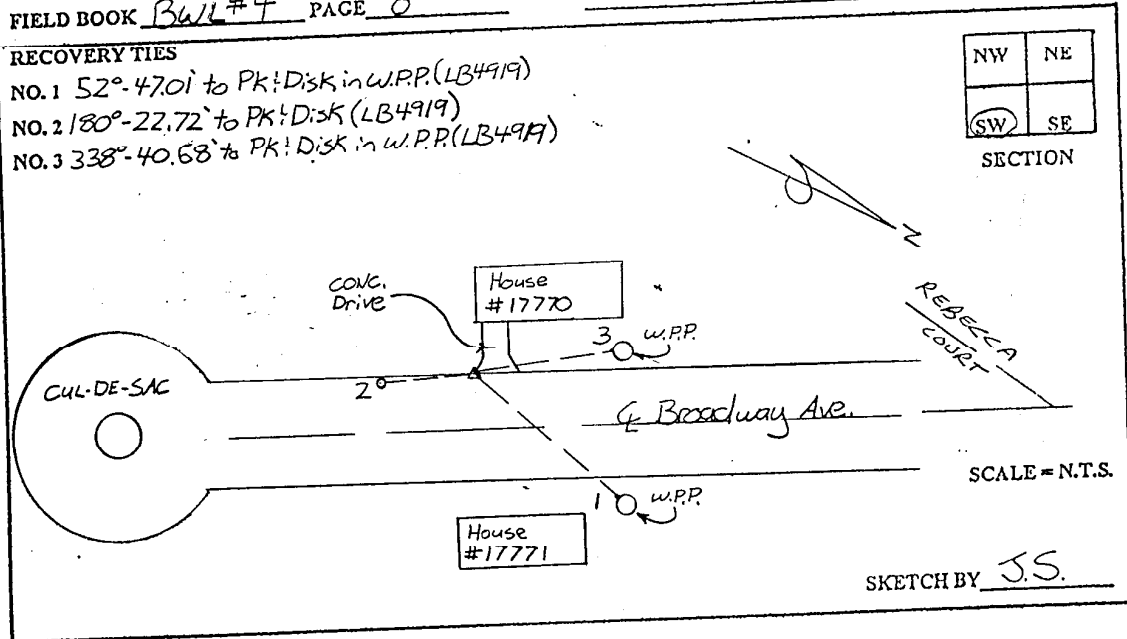 FIELD BOOK BWL#4 PAGE
RECOVERY TIES
NO. 1 52°-47.01' to PK & Disk in W.P.P. (LB4919)
NO. 2 180°-22.72' to PK & Disk (LB4919)
NO. 3 338°-40.68' to PK & Disk in W.P.P. (LB4919)
NW NE
SW SE
SECTION
N
CONC.
Drive
House
#17770
3 W.P.P.
REBECCA
COURT
CUL-DE-SAC
2
℄ Broadway Ave.
SCALE = N.T.S.
1 W.P.P.
House
#17771
SKETCH BY J.S.